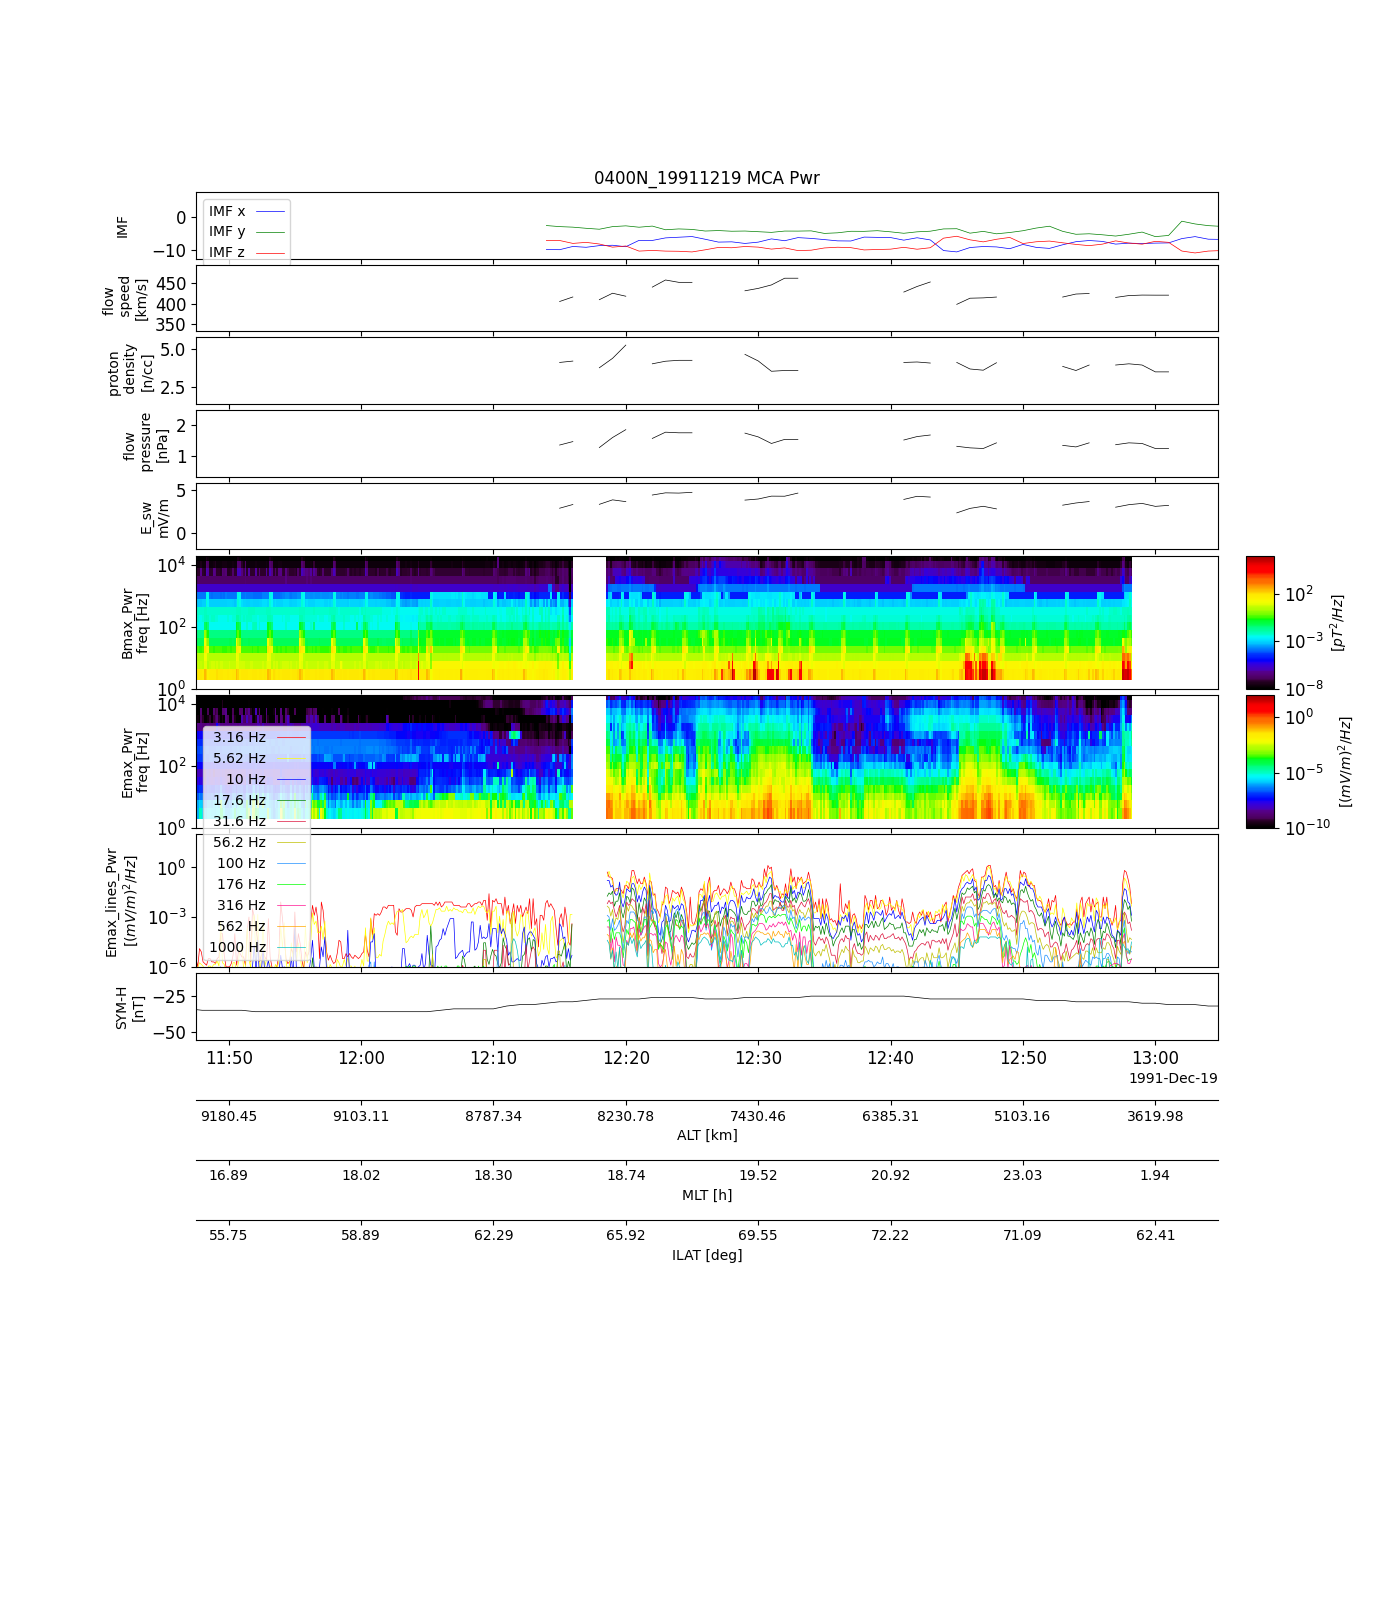 0400N_19911219 MCA Pwr
IMF
0
−10
IMF x
IMF y
IMF z
flow
speed
[km/s]
450
400
350
proton
density
[n/cc]
5.0
2.5
flow
pressure
[nPa]
2
1
E_sw
mV/m
5
0
Bmax_Pwr
freq [Hz]
10^4
10^2
10^0
10^2
10^−3
10^−8
[pT^2/Hz]
Emax_Pwr
freq [Hz]
10^4
10^2
10^0
10^0
10^−5
10^−10
[(mV/m)^2/Hz]
3.16 Hz
5.62 Hz
10 Hz
17.6 Hz
31.6 Hz
56.2 Hz
100 Hz
176 Hz
316 Hz
562 Hz
1000 Hz
Emax_lines_Pwr
[(mV/m)^2/Hz]
10^0
10^−3
10^−6
SYM-H
[nT]
−25
−50
11:50 12:00 12:10 12:20 12:30 12:40 12:50 13:00
1991-Dec-19
9180.45 9103.11 8787.34 8230.78 7430.46 6385.31 5103.16 3619.98
ALT [km]
16.89 18.02 18.30 18.74 19.52 20.92 23.03 1.94
MLT [h]
55.75 58.89 62.29 65.92 69.55 72.22 71.09 62.41
ILAT [deg]